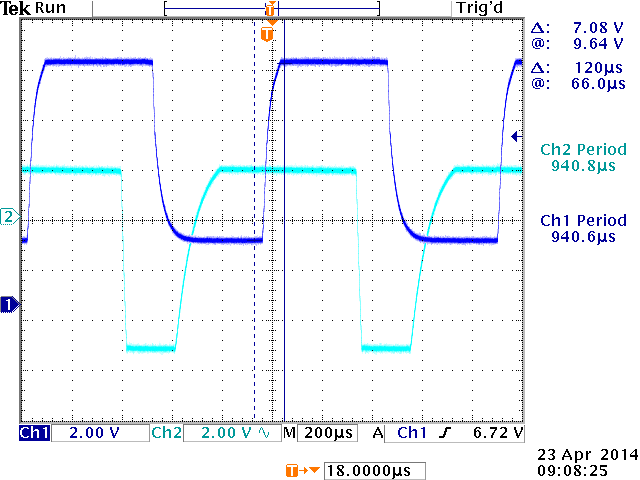 Tek Run Trig'd
T
T
Δ: 7.08 V
@: 9.64 V
Δ: 120µs
@: 66.0µs
Ch2 Period
940.8µs
2
Ch1 Period
940.6µs
1
Ch1 2.00 V Ch2 2.00 V M 200µs A Ch1 6.72 V
T 18.0000µs
23 Apr 2014
09:08:25